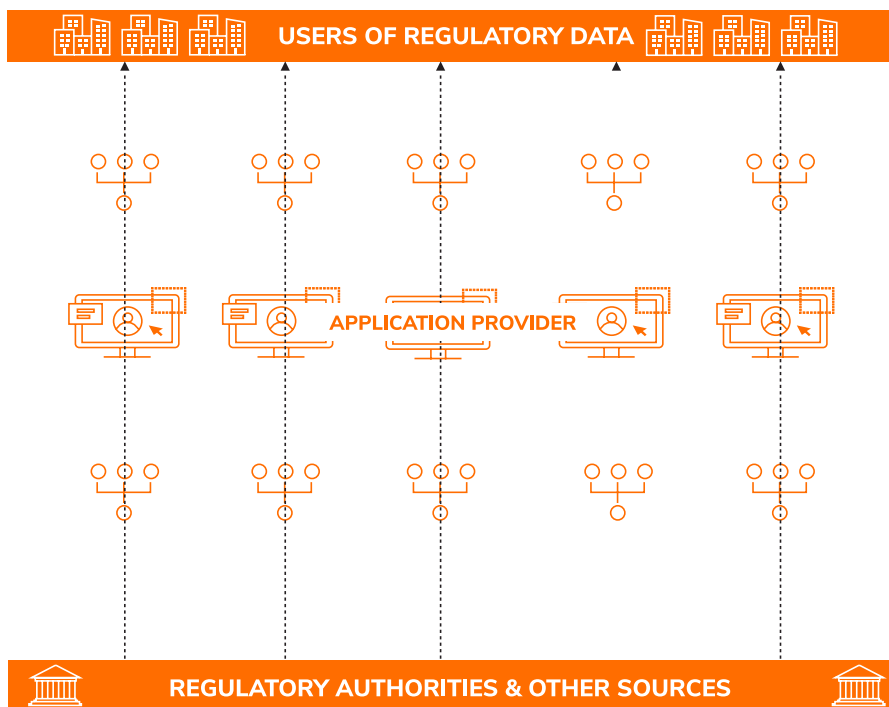 USERS OF REGULATORY DATA
APPLICATION PROVIDER
REGULATORY AUTHORITIES & OTHER SOURCES